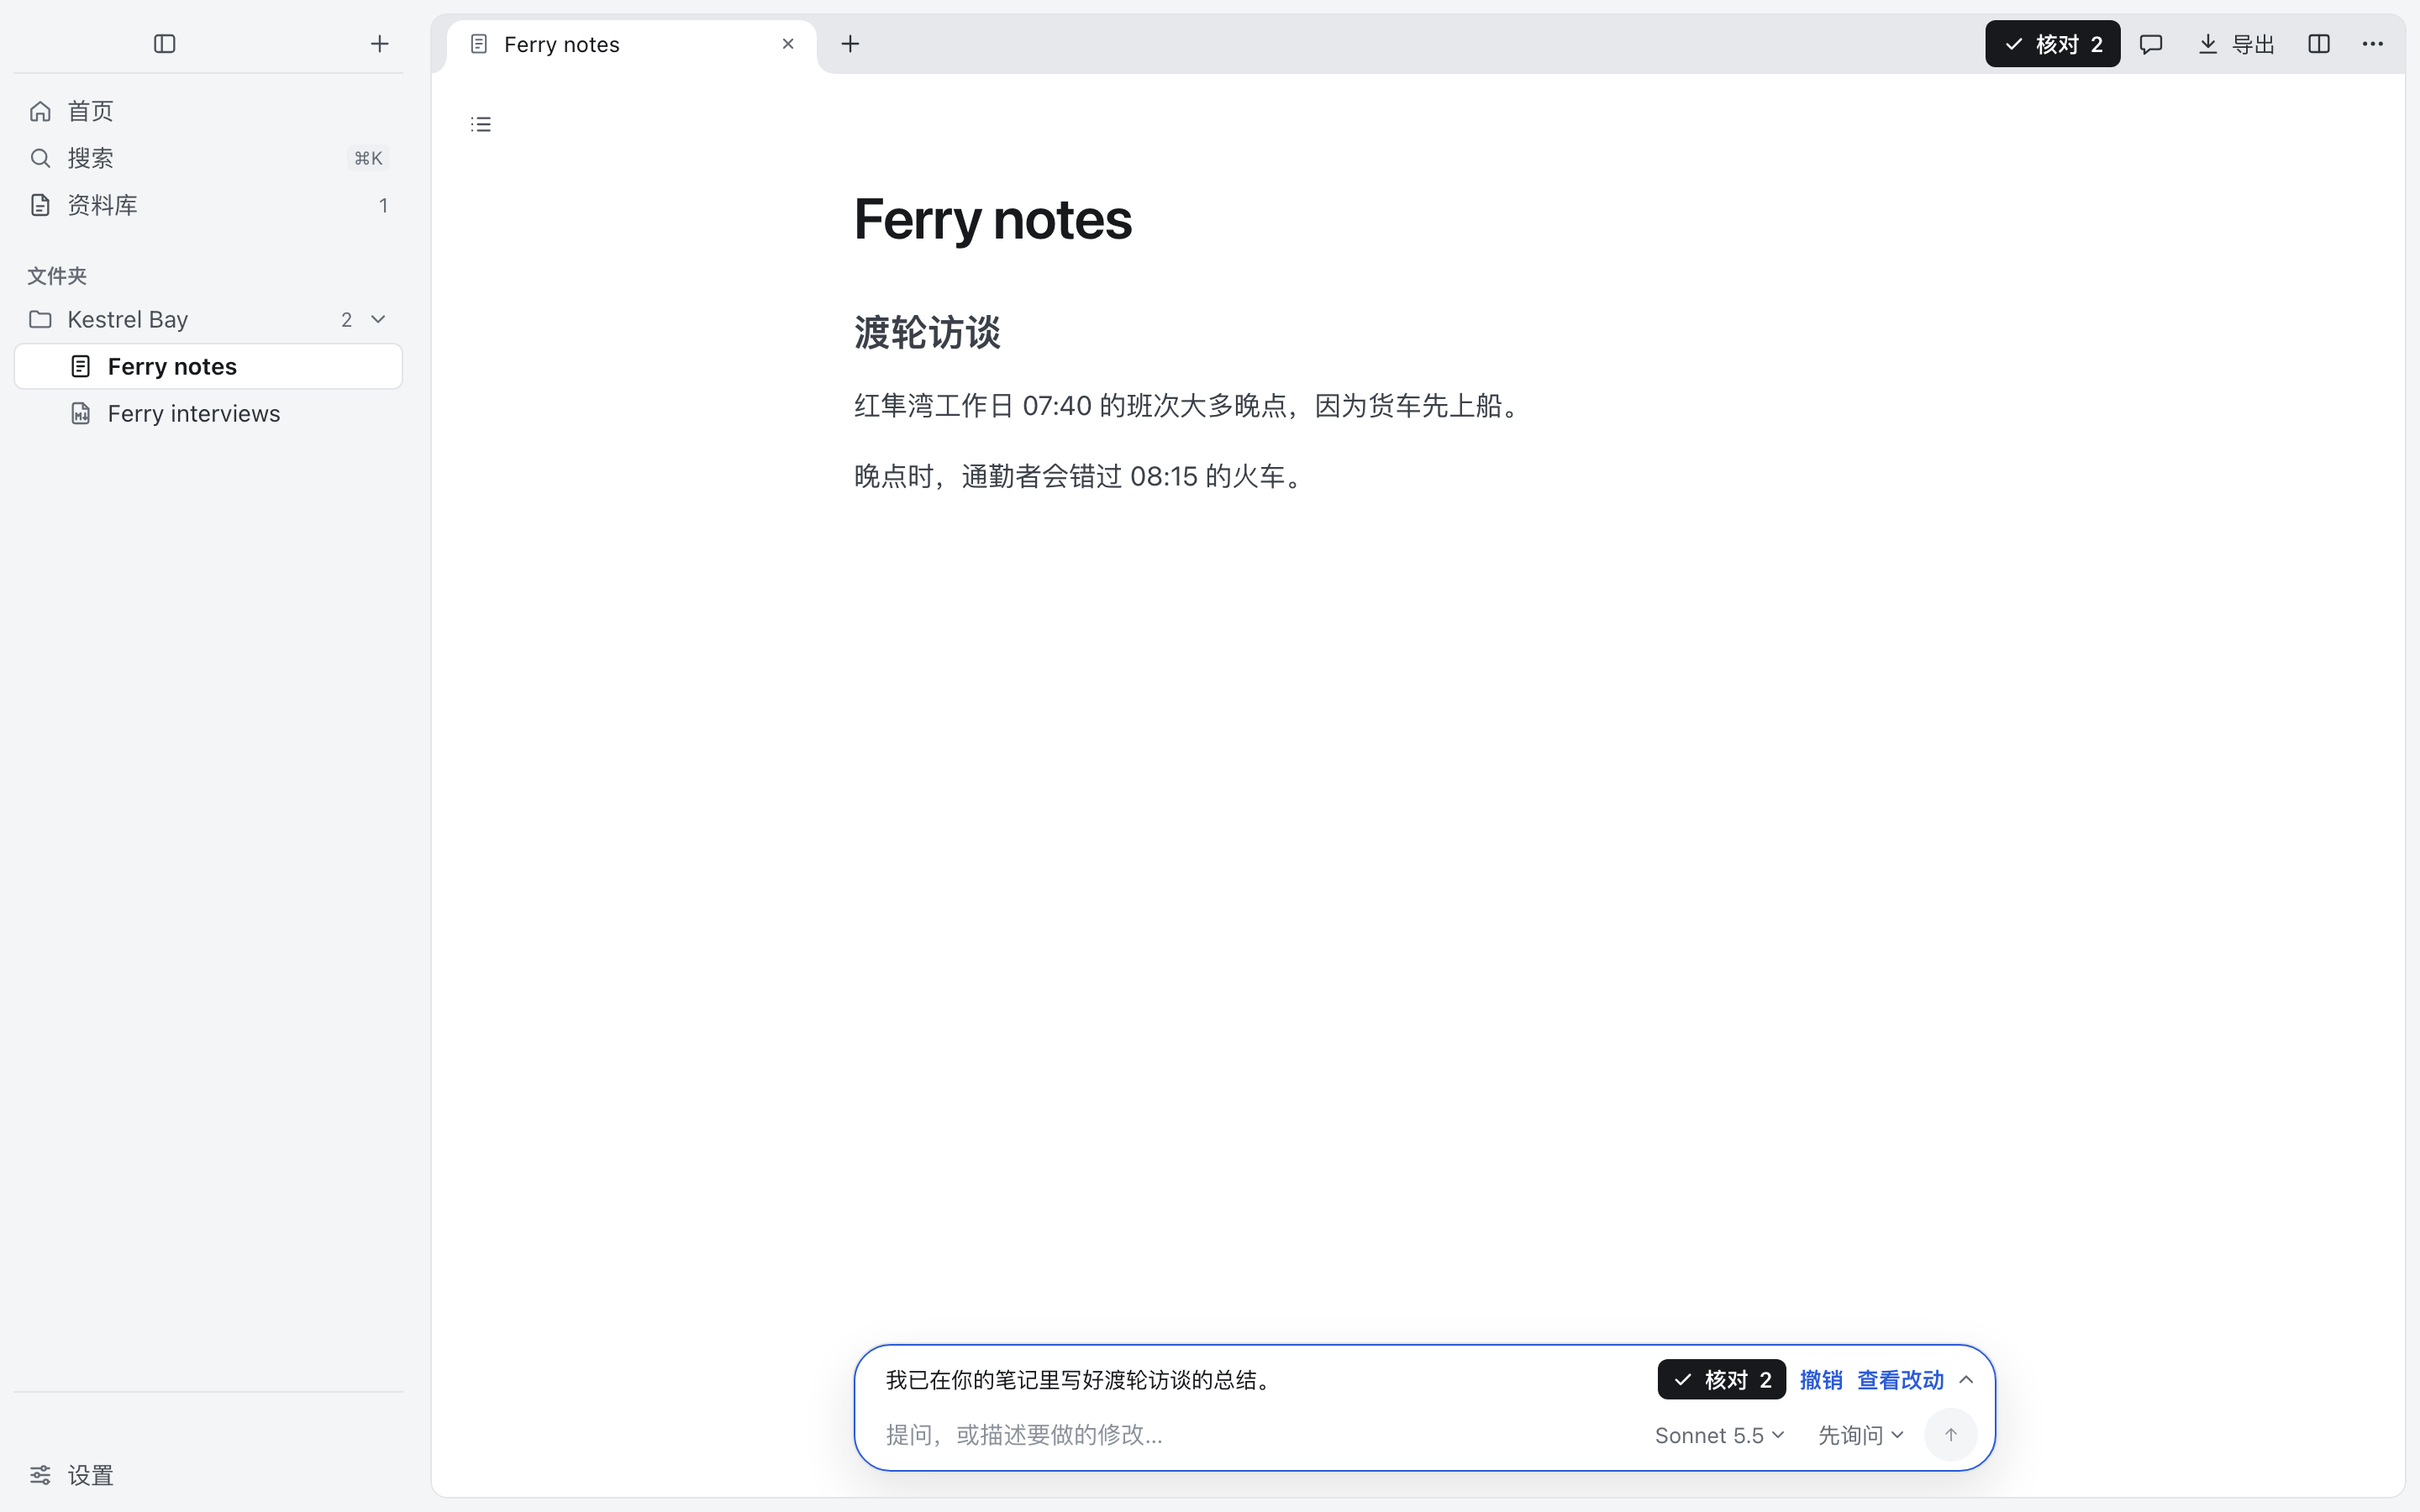 Ferry notes
核对 2
导出
首页
搜索
⌘K
资料库
1
文件夹
Kestrel Bay
2
Ferry notes
Ferry interviews
设置
Ferry notes
渡轮访谈
红隼湾工作日 07:40 的班次大多晚点，因为货车先上船。
晚点时，通勤者会错过 08:15 的火车。
我已在你的笔记里写好渡轮访谈的总结。
核对 2
撤销
查看改动
提问，或描述要做的修改...
Sonnet 5.5
先询问